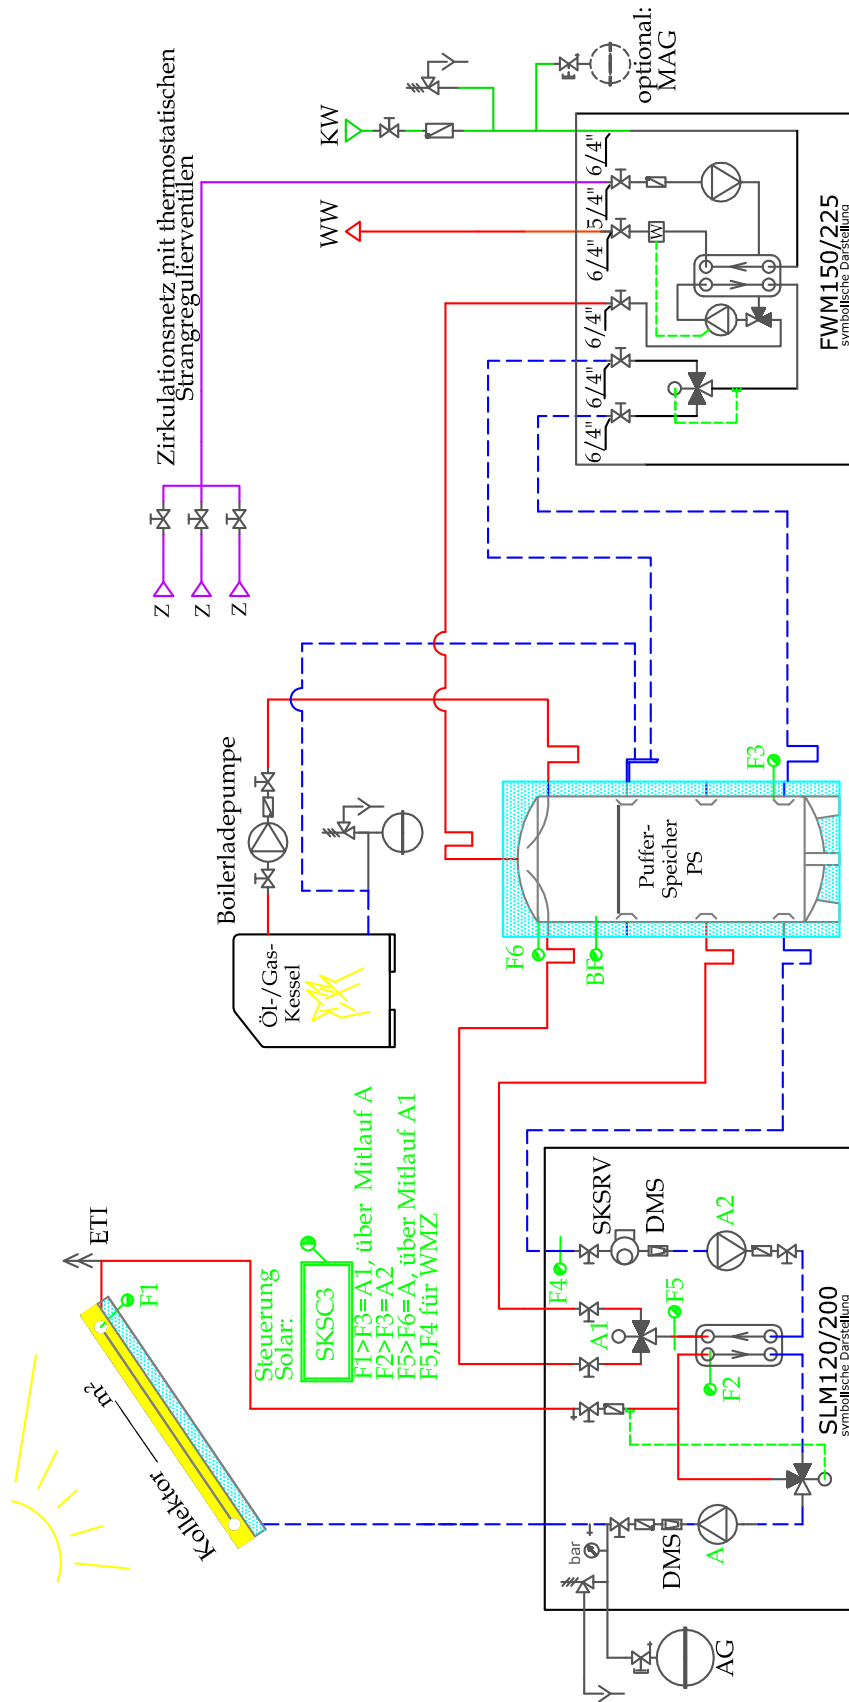 Kollektor ____ m²
F1
ETI
Steuerung
Solar:
SKSC3
F1>F3=A1, über Mitlauf A
F2>F3=A2
F5>F6=A, über Mitlauf A1
F5,F4 für WMZ
Öl-/Gas-
Kessel
Boilerladepumpe
Z
Z
Z
Zirkulationsnetz mit thermostatischen
Strangregulierventilen
WW
KW
optional:
MAG
6/4"
6/4"
6/4"
6/4"
5/4"
6/4"
W
FWM150/225
symbolische Darstellung
F6
BF
F3
Puffer-
Speicher
PS
AG
bar
DMS
A
A1
F2
F5
F4
SKSRV
DMS
A2
SLM120/200
symbolische Darstellung